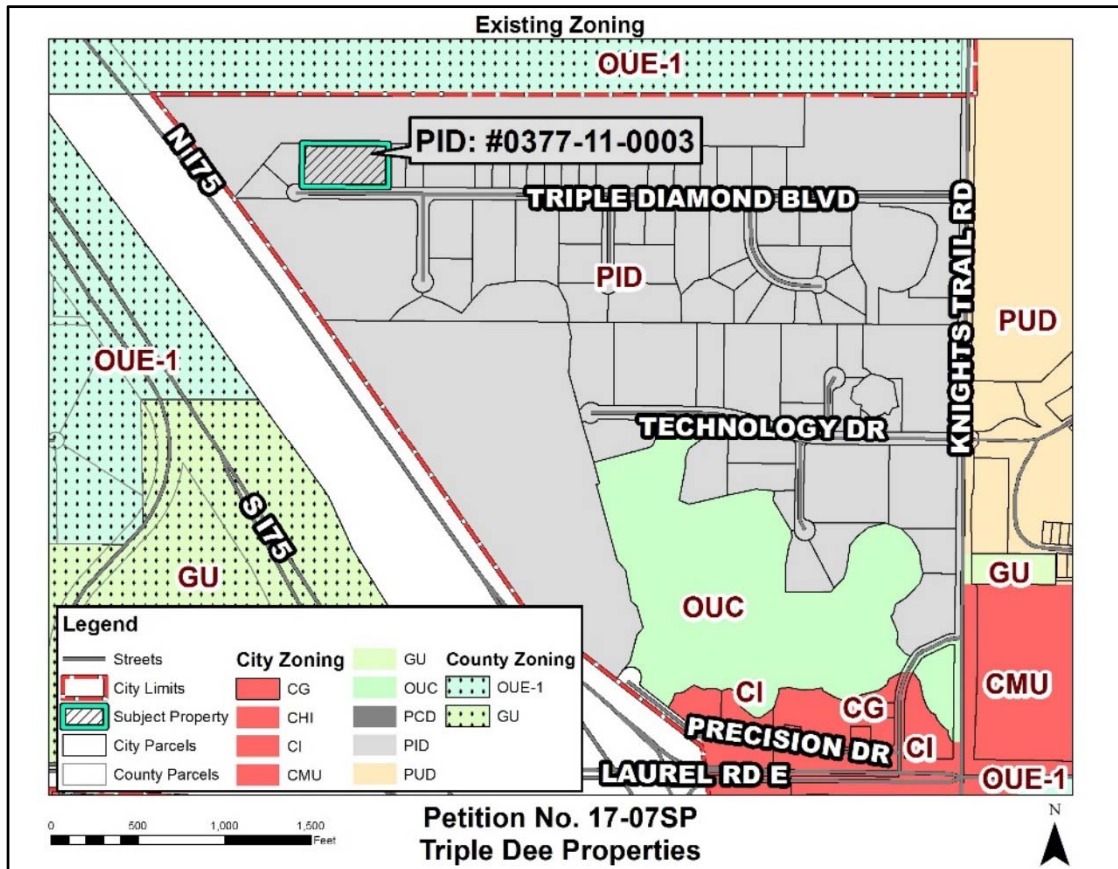 Existing Zoning
OUE-1
N I75
PID: #0377-11-0003
TRIPLE DIAMOND BLVD
KNIGHTS TRAIL RD
PID
PUD
OUE-1
TECHNOLOGY DR
S I75
GU
GU
OUC
CMU
CI
CG
CI
PRECISION DR
LAUREL RD E
OUE-1
Legend
Streets
City Limits
Subject Property
City Parcels
County Parcels
City Zoning
CG
CHI
CI
CMU
GU
OUC
PCD
PID
PUD
County Zoning
OUE-1
GU
0 500 1,000 1,500
Feet
Petition No. 17-07SP
Triple Dee Properties
N